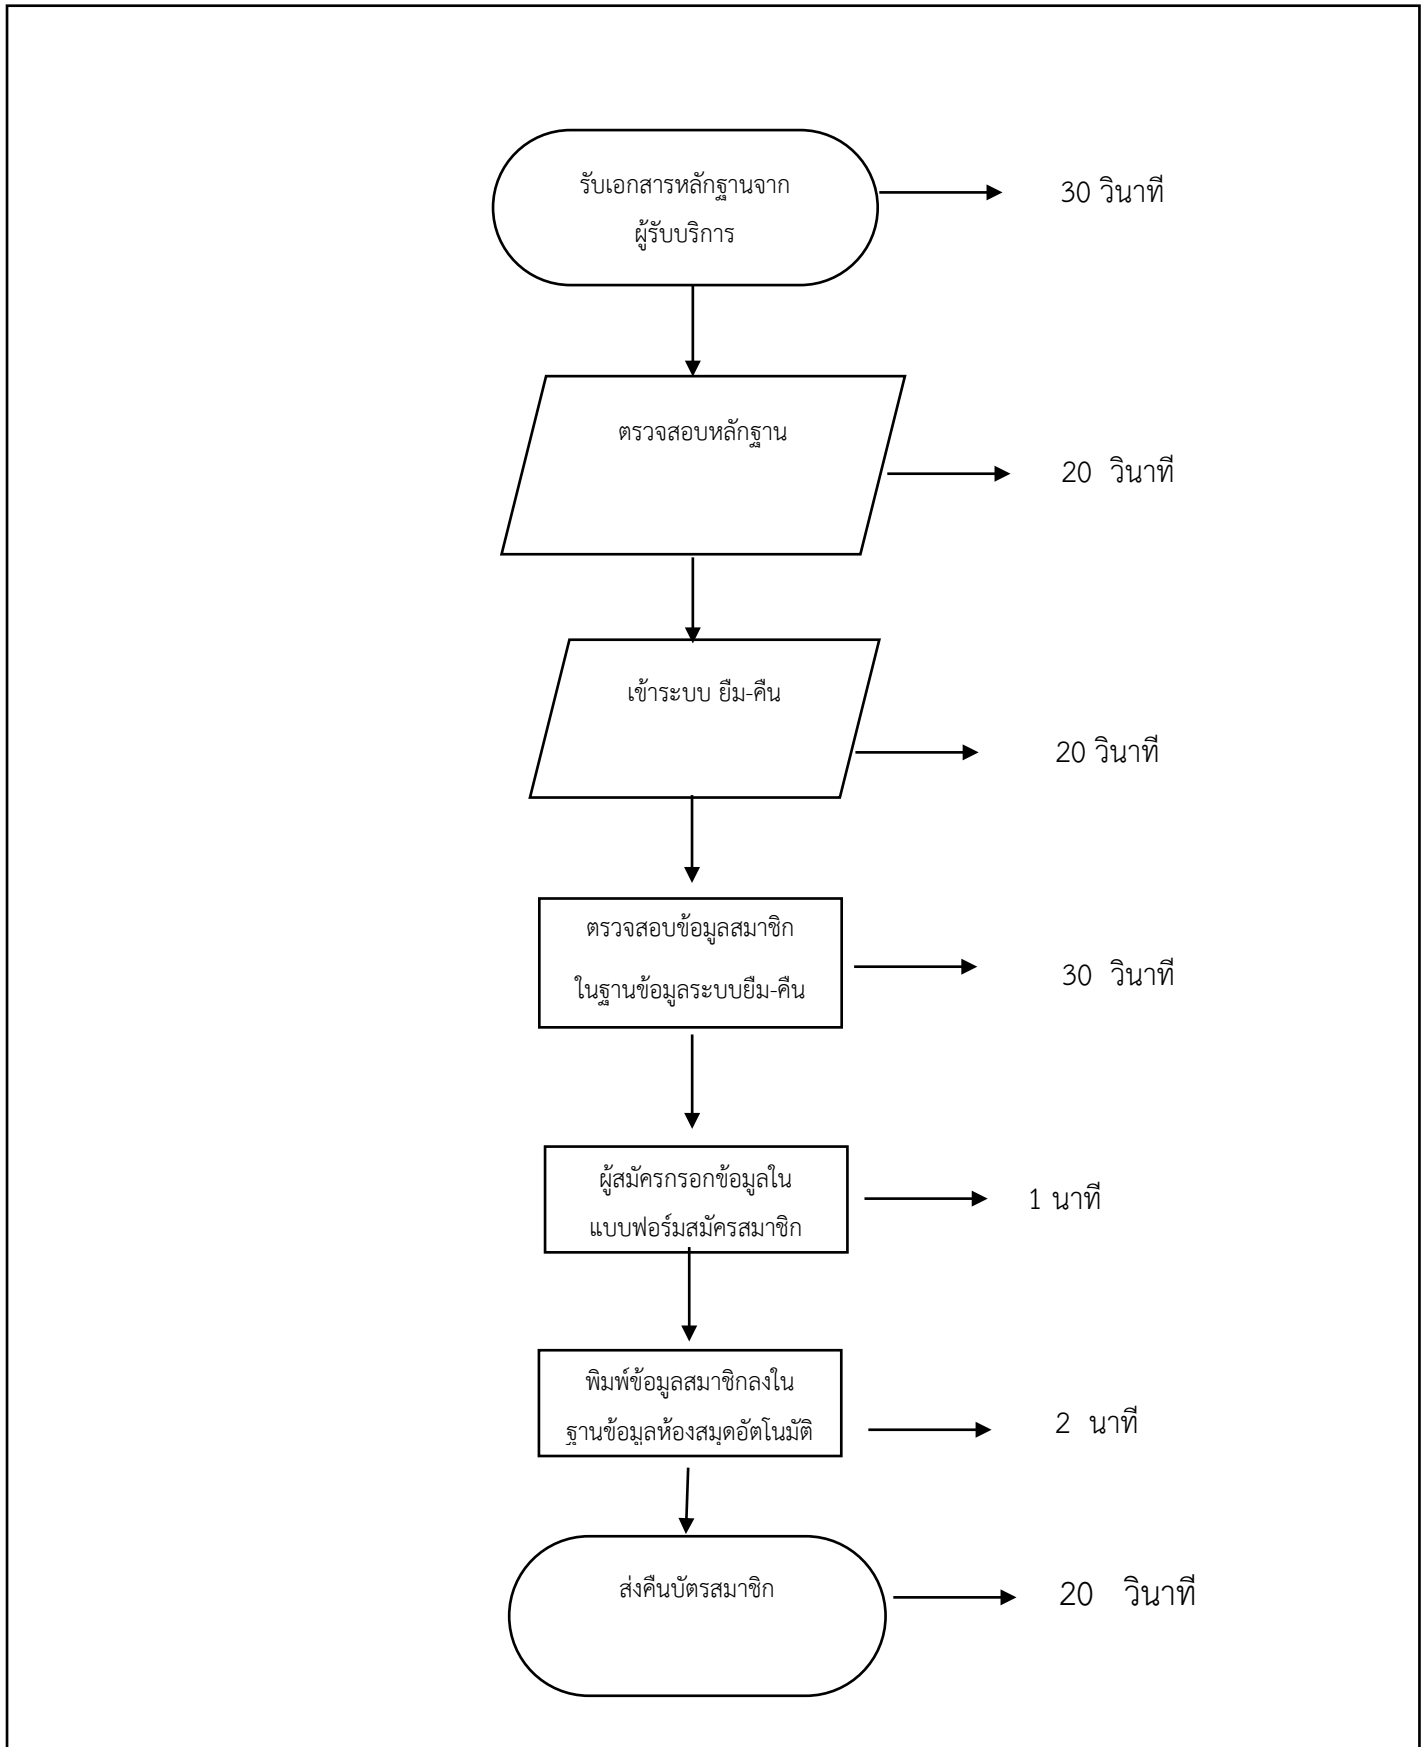 รับเอกสารหลักฐานจาก
ผู้รับบริการ
30 วินาที
ตรวจสอบหลักฐาน
20 วินาที
เข้าระบบ ยืม-คืน
20 วินาที
ตรวจสอบข้อมูลสมาชิก
ในฐานข้อมูลระบบยืม-คืน
30 วินาที
ผู้สมัครกรอกข้อมูลใน
แบบฟอร์มสมัครสมาชิก
1 นาที
พิมพ์ข้อมูลสมาชิกลงใน
ฐานข้อมูลห้องสมุดอัตโนมัติ
2 นาที
ส่งคืนบัตรสมาชิก
20 วินาที